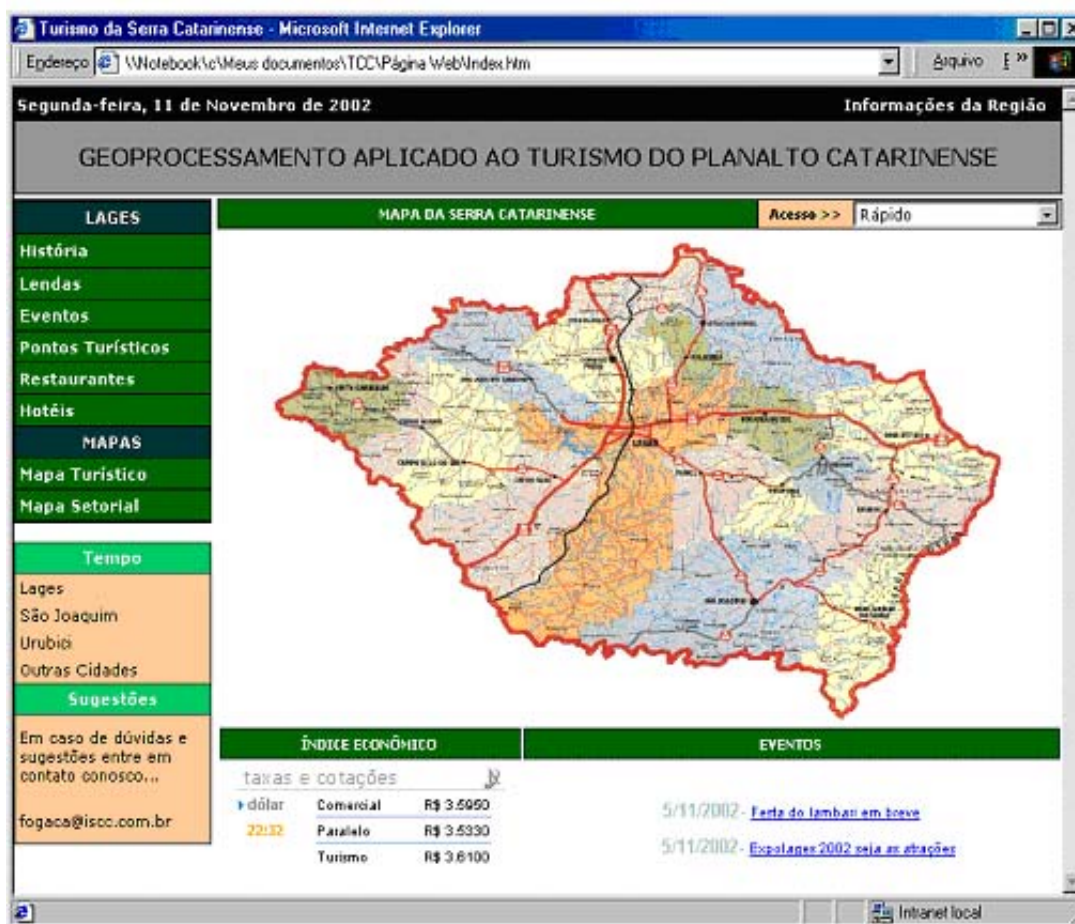 Turismo da Serra Catarinense - Microsoft Internet Explorer
Endereço \\Notebook\c\Meus documentos\TCC\Página Web\Index.htm Arquivo E »
Segunda-feira, 11 de Novembro de 2002 Informações da Região
GEOPROCESSAMENTO APLICADO AO TURISMO DO PLANALTO CATARINENSE
LAGES
História
Lendas
Eventos
Pontos Turísticos
Restaurantes
Hotéis
MAPAS
Mapa Turístico
Mapa Setorial
Tempo
Lages
São Joaquim
Urubici
Outras Cidades
Sugestões
Em caso de dúvidas e
sugestões entre em
contato conosco...
fogaca@iscc.com.br
MAPA DA SERRA CATARINENSE Acesso >> Rápido
LAGES
ÍNDICE ECONÔMICO
taxas e cotações
dólar Comercial R$ 3.5950
22:32 Paralelo R$ 3.5330
Turismo R$ 3.6100
EVENTOS
5/11/2002- Festa do lambari em breve
5/11/2002- Expolages 2002 seja as atrações
Intranet local